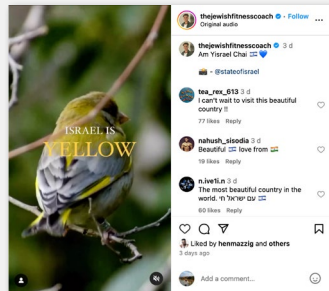 ISRAEL IS
YELLOW
thejewishfitnesscoach • Follow ...
Original audio
thejewishfitnesscoach 3 d
Am Yisrael Chai 🇮🇱 💙
📸 - @stateofisrael
tea_rex_613 3 d
I can't wait to visit this beautiful
country !!
77 likes Reply
nahush_sisodia 3 d
Beautiful 🇮🇱 love from 🇮🇳
19 likes Reply
n.ive1i.n 3 d
The most beautiful country in the
world. עם ישראל חי 🇮🇱
60 likes Reply
Liked by henmazzig and others
3 days ago
Add a comment...